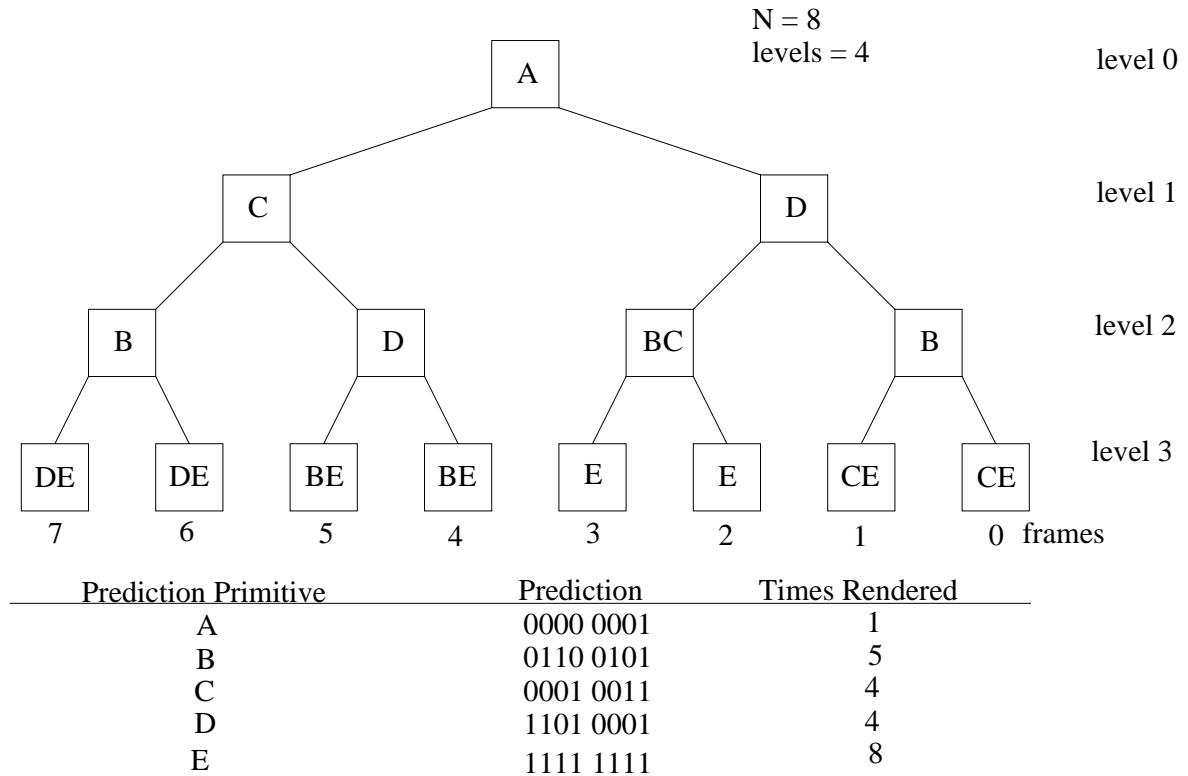 N = 8
levels = 4
A
level 0
C
D
level 1
B
D
BC
B
level 2
DE
DE
BE
BE
E
E
CE
CE
level 3
7
6
5
4
3
2
1
0
frames
Prediction Primitive Prediction Times Rendered
A 0000 0001 1
B 0110 0101 5
C 0001 0011 4
D 1101 0001 4
E 1111 1111 8